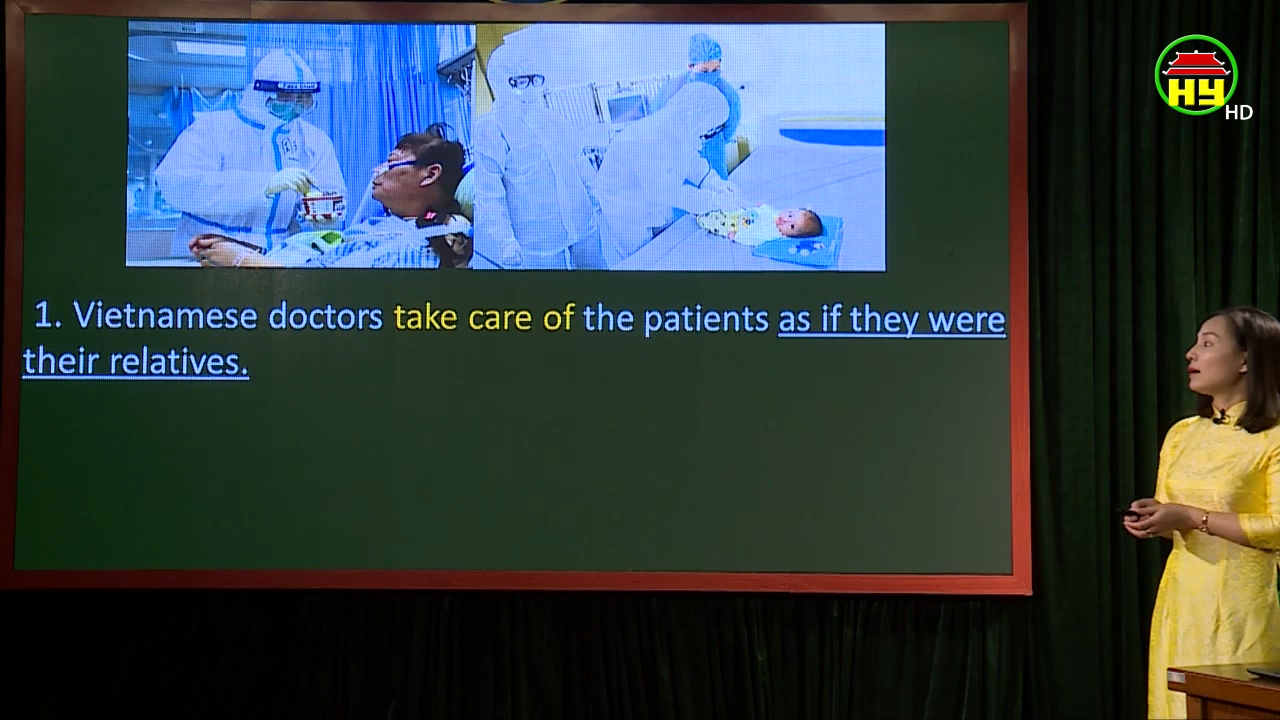 HY
HD
1. Vietnamese doctors take care of the patients as if they were
their relatives.